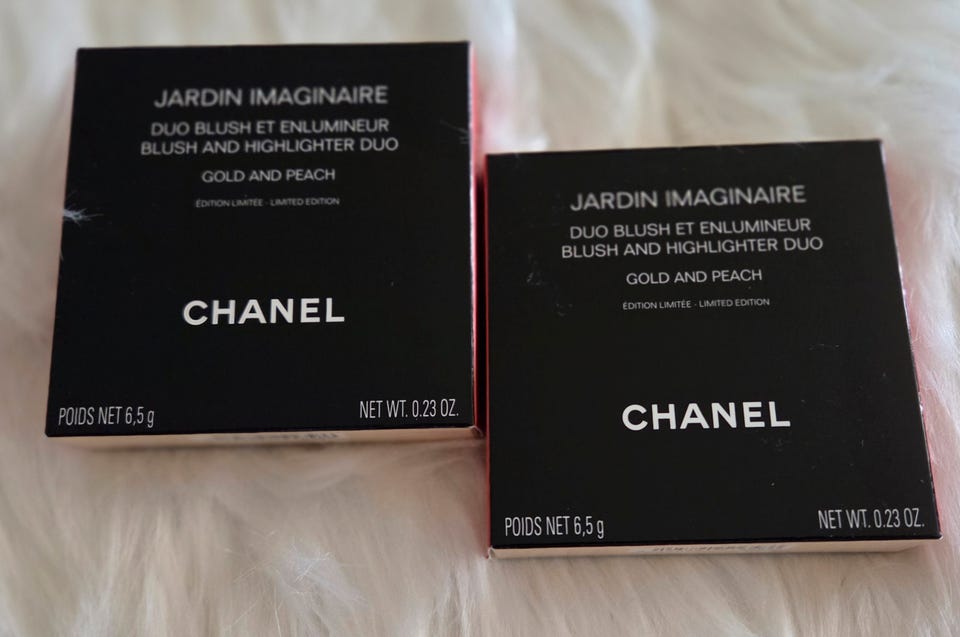 JARDIN IMAGINAIRE
DUO BLUSH ET ENLUMINEUR
BLUSH AND HIGHLIGHTER DUO
GOLD AND PEACH
ÉDITION LIMITÉE - LIMITED EDITION
CHANEL
POIDS NET 6,5 g
NET WT. 0.23 OZ.
JARDIN IMAGINAIRE
DUO BLUSH ET ENLUMINEUR
BLUSH AND HIGHLIGHTER DUO
GOLD AND PEACH
ÉDITION LIMITÉE - LIMITED EDITION
CHANEL
POIDS NET 6,5 g
NET WT. 0.23 OZ.